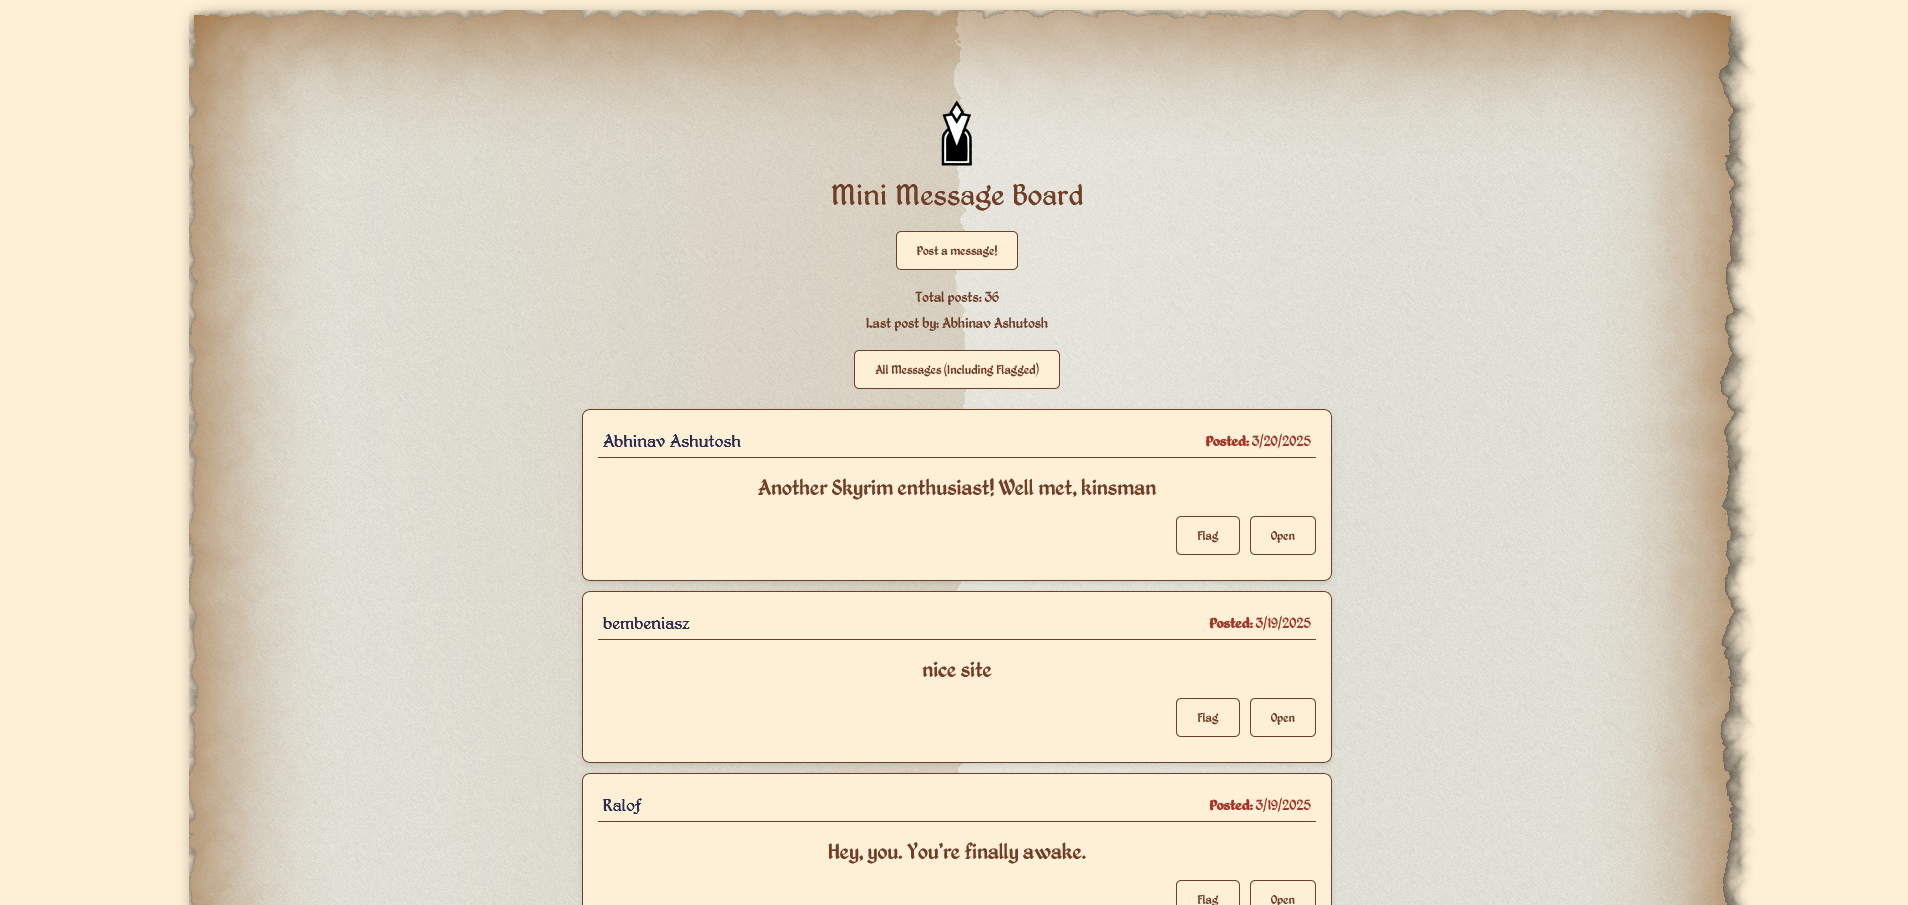 Mini Message Board
Post a message!
Total posts: 36
Last post by: Abhinav Ashutosh
All Messages (Including Flagged)
Abhinav Ashutosh Posted: 3/20/2025
Another Skyrim enthusiast! Well met, kinsman
Flag Open
bembeniasz Posted: 3/19/2025
nice site
Flag Open
Ralof Posted: 3/19/2025
Hey, you. You're finally awake.
Flag Open